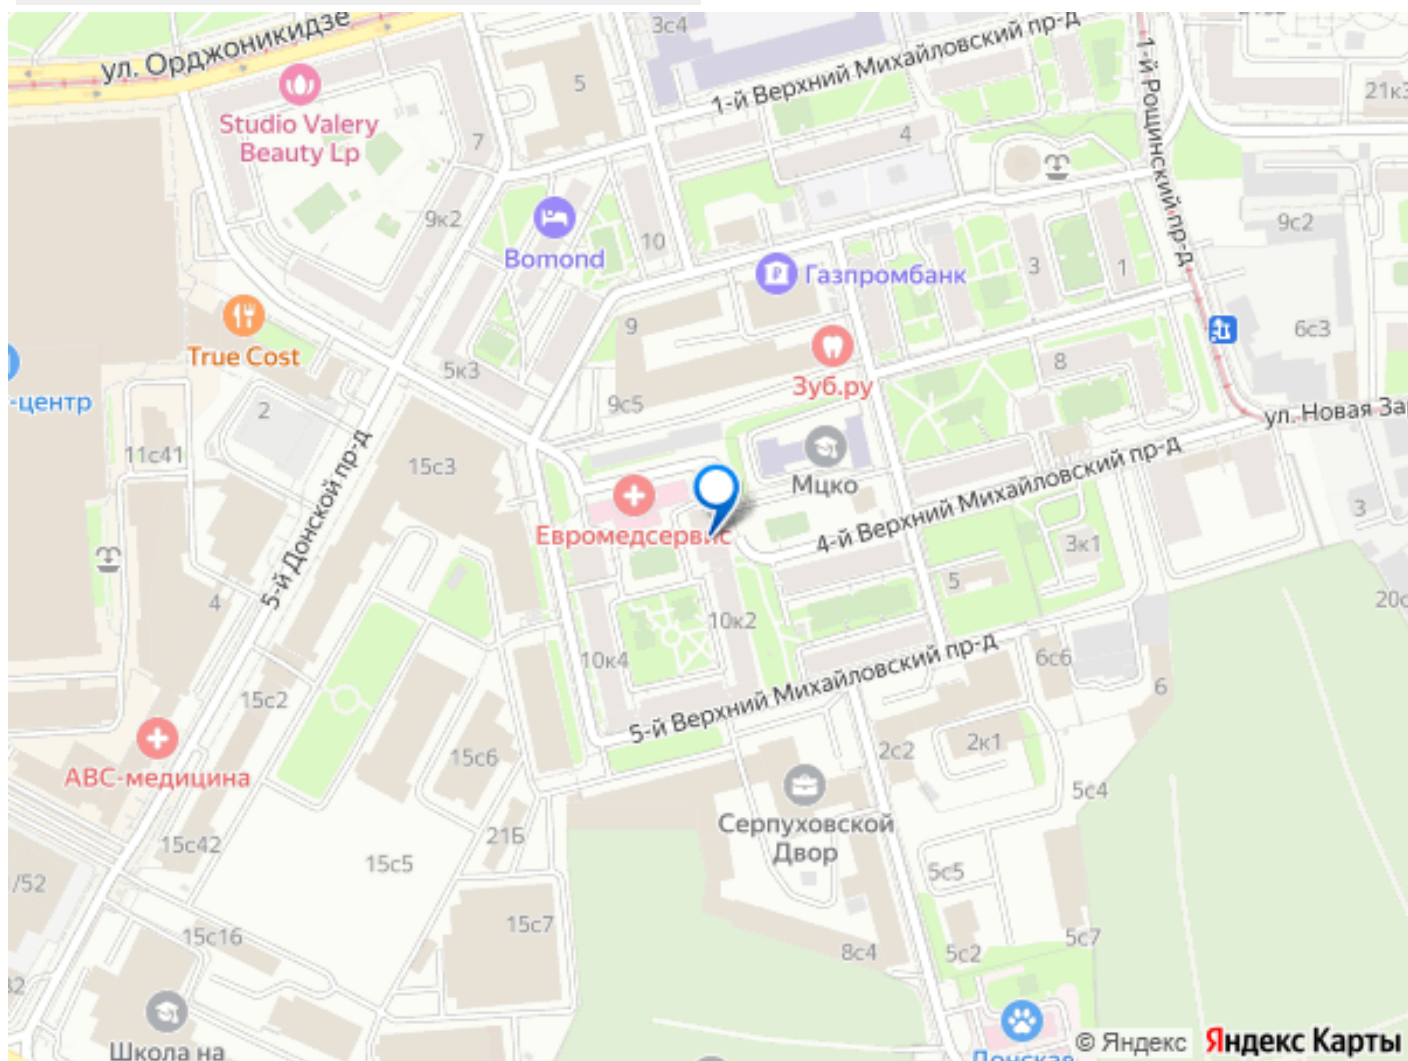 3с4
ул. Орджоникидзе
1-й Верхний Михайловский пр-д
1-й Рощинский пр-д
5
21к3
Studio Valery
Beauty Lp
7
4
9к2
10
9с2
Bomond
Газпромбанк
3
1
9
6с3
True Cost
5к3
Зуб.ру
8
-центр
2
9с5
ул. Новая Зар
11с41
15с3
5-й Донской пр-д
Мцко
4-й Верхний Михайловский пр-д
3
Евромедсервис
3к1
5
4
20с
10к2
10к4
6с6
5-й Верхний Михайловский пр-д
15с2
6
2с2
2к1
15с6
АВС-медицина
5с4
Серпуховской
Двор
15с42
21Б
15с5
5с5
/52
15с7
15с16
8с4
5с2
5с7
32
Школа на
Донская
© Яндекс
Яндекс Карты